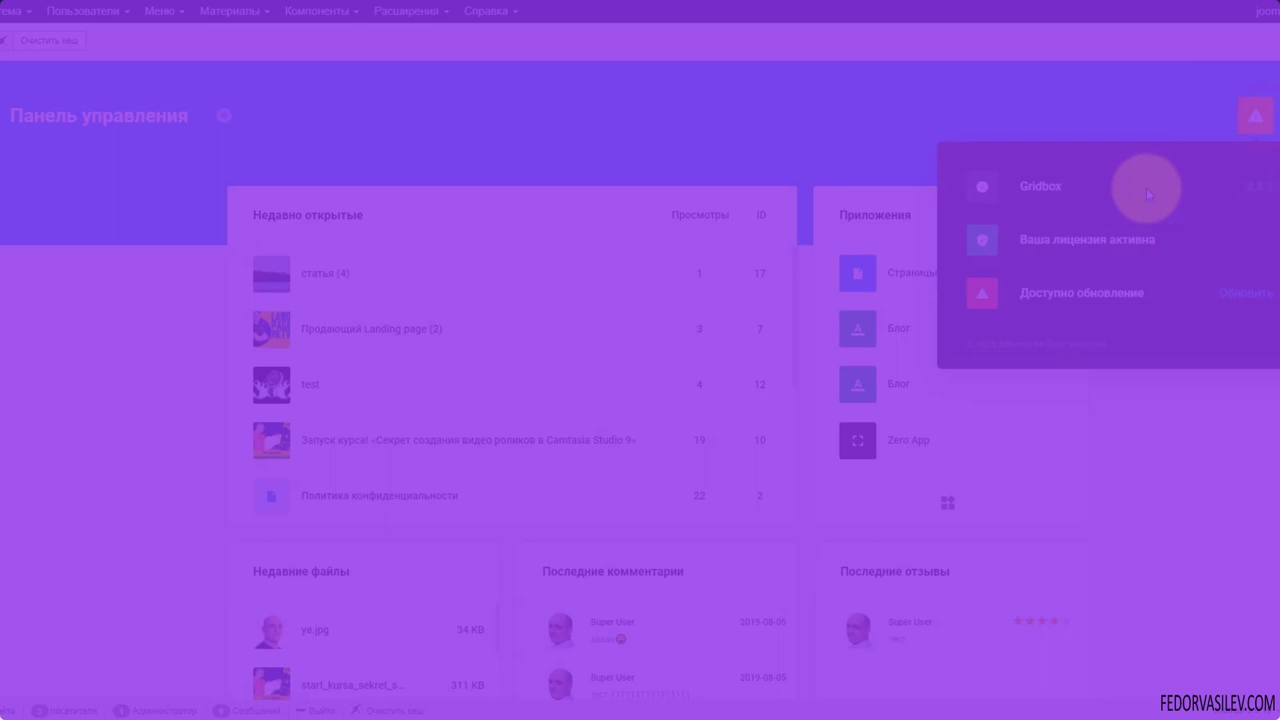 Пользователи
Меню
Материалы
Компоненты
Расширения
Справка
Очистить кеш
Панель управления
Gridbox
Ваша лицензия активна
Доступно обновление
Обновить
Недавно открытые Просмотры ID
статья (4) 1 17
Продающий Landing page (2) 3 7
test 4 12
Запуск курса! «Секрет создания видео роликов в Camtasia Studio 9» 19 10
Политика конфиденциальности 22 2
Приложения
Страницы
Блог
Блог
Zero App
Недавние файлы
ya.jpg 34 KB
start_kursa_sekret_s... 311 KB
Последние комментарии
Super User 2019-08-05
Super User 2019-08-05
Последние отзывы
Super User
тест
Администратор
Сообщений
Выйти
Очистить кеш
FEDORVASILEV.COM